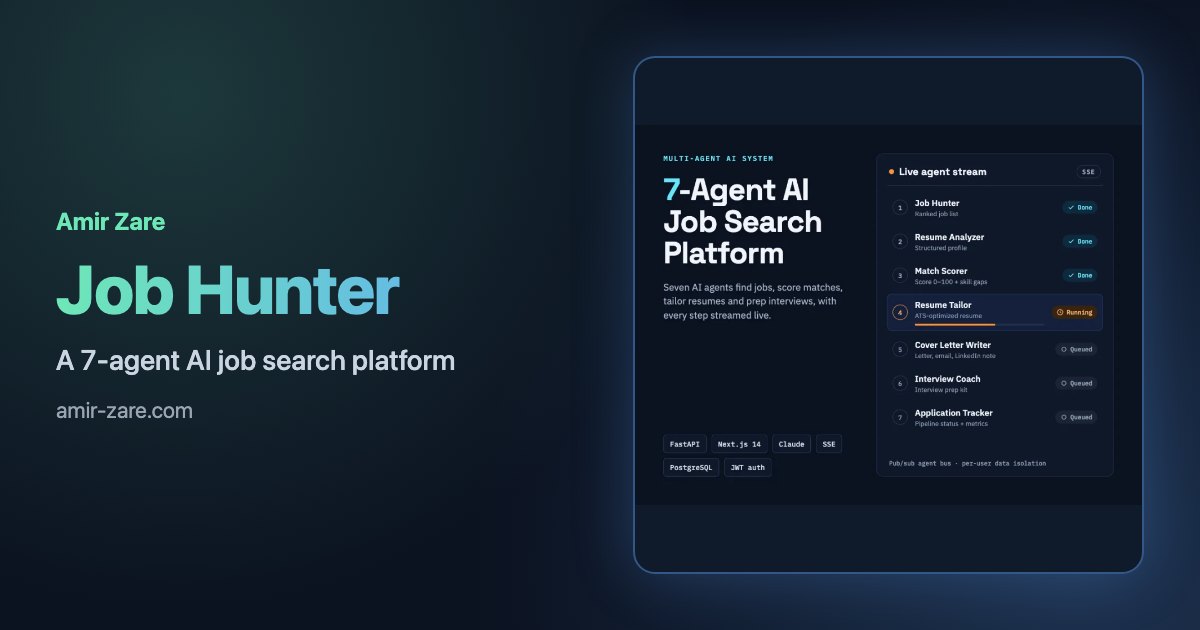 Amir Zare
Job Hunter
A 7-agent AI job search platform
amir-zare.com
MULTI-AGENT AI SYSTEM
7-Agent AI
Job Search
Platform
Seven AI agents find jobs, score matches,
tailor resumes and prep interviews, with
every step streamed live.
FastAPI
Next.js 14
Claude
SSE
PostgreSQL
JWT auth
Live agent stream
SSE
1
Job Hunter
Ranked job list
✓ Done
2
Resume Analyzer
Structured profile
✓ Done
3
Match Scorer
Score 0–100 + skill gaps
✓ Done
4
Resume Tailor
ATS-optimized resume
Running
5
Cover Letter Writer
Letter, email, LinkedIn note
Queued
6
Interview Coach
Interview prep kit
Queued
7
Application Tracker
Pipeline status + metrics
Queued
Pub/sub agent bus · per-user data isolation